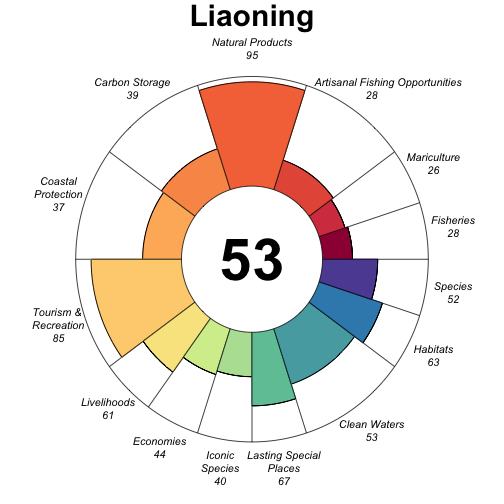 Liaoning
Natural Products
95
Carbon Storage
39
Artisanal Fishing Opportunities
28
Mariculture
26
Coastal
Protection
37
Fisheries
28
53
Species
52
Tourism &
Recreation
85
Habitats
63
Livelihoods
61
Clean Waters
53
Economies
44
Iconic
Species
40
Lasting Special
Places
67